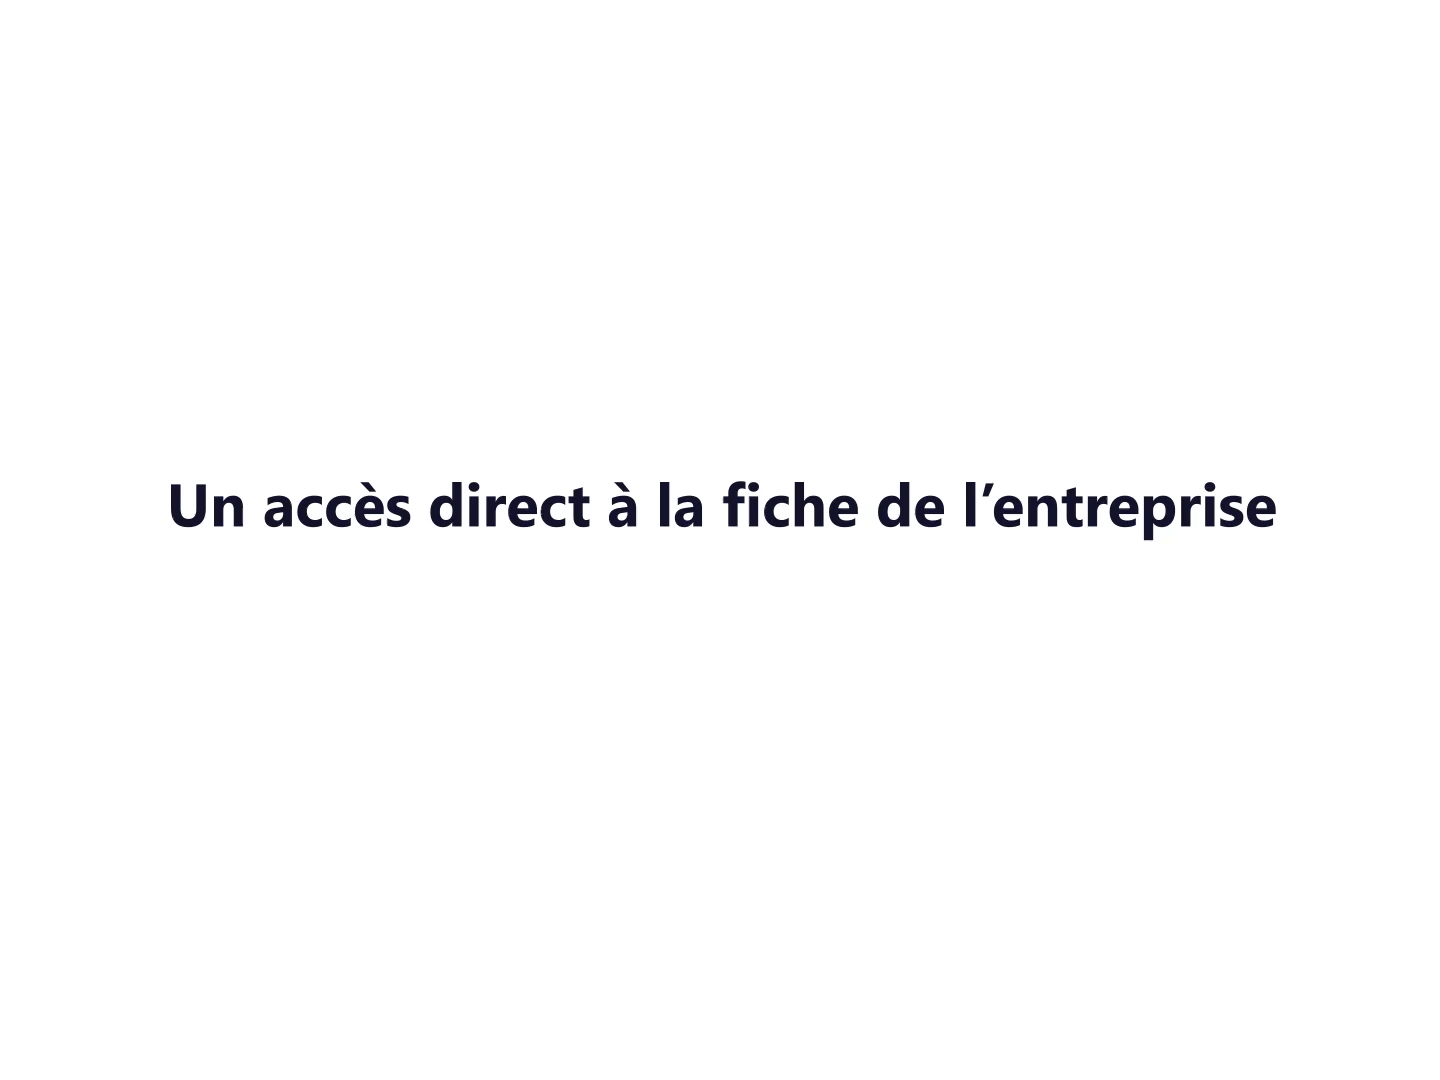 Un accès direct à la fiche de l’entreprise